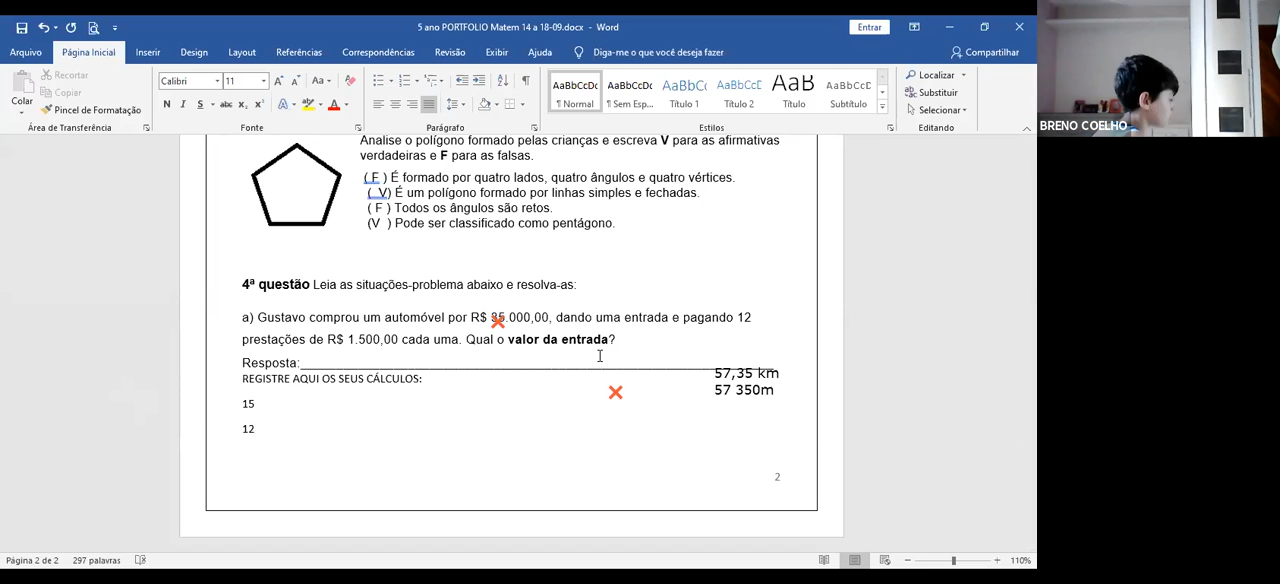 5 ano PORTFOLIO Matem 14 a 18-09.docx - Word
Entrar
Arquivo Página Inicial Inserir Design Layout Referências Correspondências Revisão Exibir Ajuda Diga-me o que você deseja fazer Compartilhar
Colar
Recortar
Copiar
Pincel de Formatação
Área de Transferência
Calibri 11
N I S abc x₂ x²
Fonte
Parágrafo
AaBbCcDc AaBbCcDc AaBbCc AaBbCcC AaB AaBbCcD
¶ Normal ¶ Sem Esp... Título 1 Título 2 Título Subtítulo
Estilos
Localizar
Substituir
Selecionar
Editando
BRENO COELHO
Analise o polígono formado pelas crianças e escreva V para as afirmativas
verdadeiras e F para as falsas.
( F ) É formado por quatro lados, quatro ângulos e quatro vértices.
( V) É um polígono formado por linhas simples e fechadas.
( F ) Todos os ângulos são retos.
(V ) Pode ser classificado como pentágono.
4ª questão Leia as situações-problema abaixo e resolva-as:
a) Gustavo comprou um automóvel por R$ 35.000,00, dando uma entrada e pagando 12
prestações de R$ 1.500,00 cada uma. Qual o valor da entrada?
Resposta:
REGISTRE AQUI OS SEUS CÁLCULOS:
57,35 km
57 350m
15
12
2
Página 2 de 2 297 palavras 110%